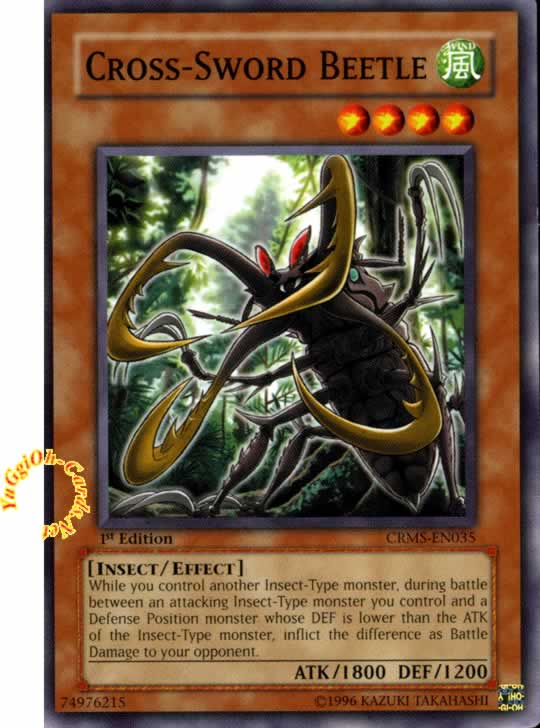 CROSS-SWORD BEETLE
WIND
風
YuGgiOh-Cards.Net
1st Edition
CRMS-EN035
[INSECT/EFFECT]
While you control another Insect-Type monster, during battle
between an attacking Insect-Type monster you control and a
Defense Position monster whose DEF is lower than the ATK
of the Insect-Type monster, inflict the difference as Battle
Damage to your opponent.
ATK/1800 DEF/1200
74976215
©1996 KAZUKI TAKAHASHI